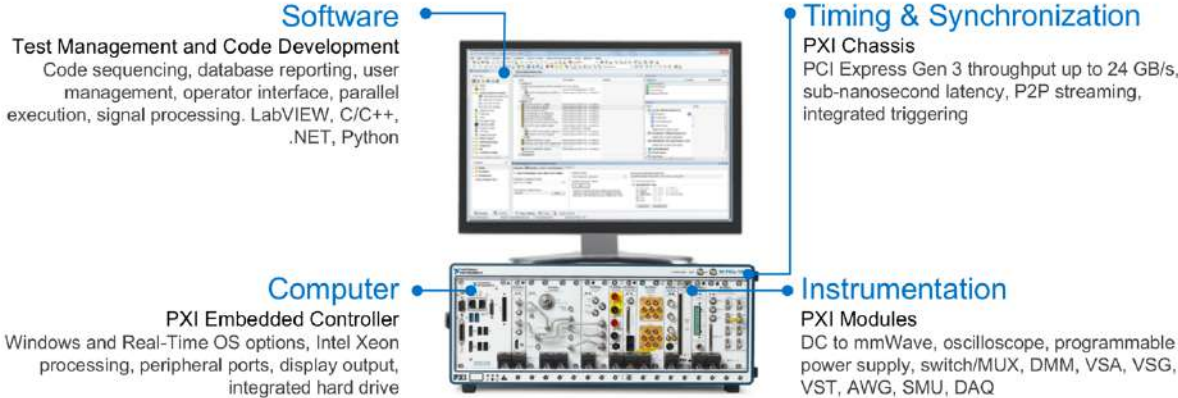 Software
Test Management and Code Development
Code sequencing, database reporting, user
management, operator interface, parallel
execution, signal processing. LabVIEW, C/C++,
.NET, Python
Timing & Synchronization
PXI Chassis
PCI Express Gen 3 throughput up to 24 GB/s,
sub-nanosecond latency, P2P streaming,
integrated triggering
Computer
PXI Embedded Controller
Windows and Real-Time OS options, Intel Xeon
processing, peripheral ports, display output,
integrated hard drive
Instrumentation
PXI Modules
DC to mmWave, oscilloscope, programmable
power supply, switch/MUX, DMM, VSA, VSG,
VST, AWG, SMU, DAQ
PXI